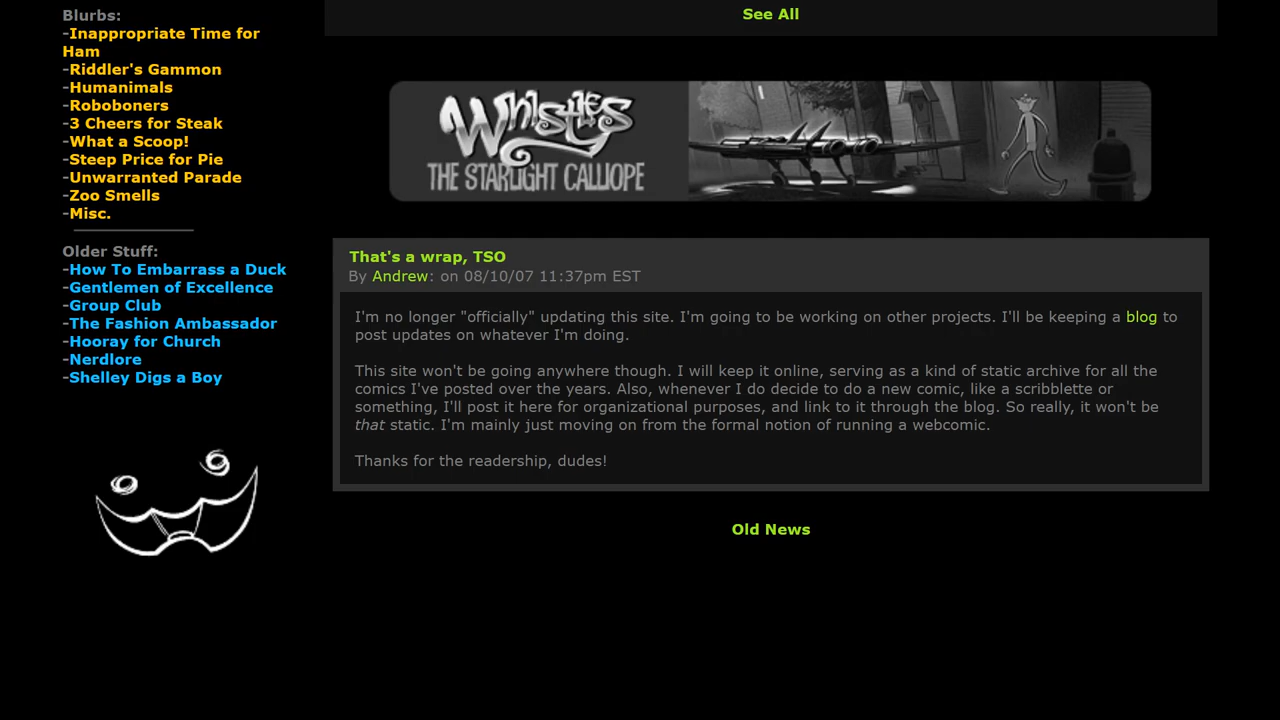 Blurbs:
-Inappropriate Time for
Ham
-Riddler's Gammon
-Humanimals
-Roboboners
-3 Cheers for Steak
-What a Scoop!
-Steep Price for Pie
-Unwarranted Parade
-Zoo Smells
-Misc.
Older Stuff:
-How To Embarrass a Duck
-Gentlemen of Excellence
-Group Club
-The Fashion Ambassador
-Hooray for Church
-Nerdlore
-Shelley Digs a Boy
See All
Whistles
THE STARLIGHT CALLIOPE
That's a wrap, TSO
By Andrew: on 08/10/07 11:37pm EST
I'm no longer "officially" updating this site. I'm going to be working on other projects. I'll be keeping a blog to
post updates on whatever I'm doing.
This site won't be going anywhere though. I will keep it online, serving as a kind of static archive for all the
comics I've posted over the years. Also, whenever I do decide to do a new comic, like a scribblette or
something, I'll post it here for organizational purposes, and link to it through the blog. So really, it won't be
that static. I'm mainly just moving on from the formal notion of running a webcomic.
Thanks for the readership, dudes!
Old News